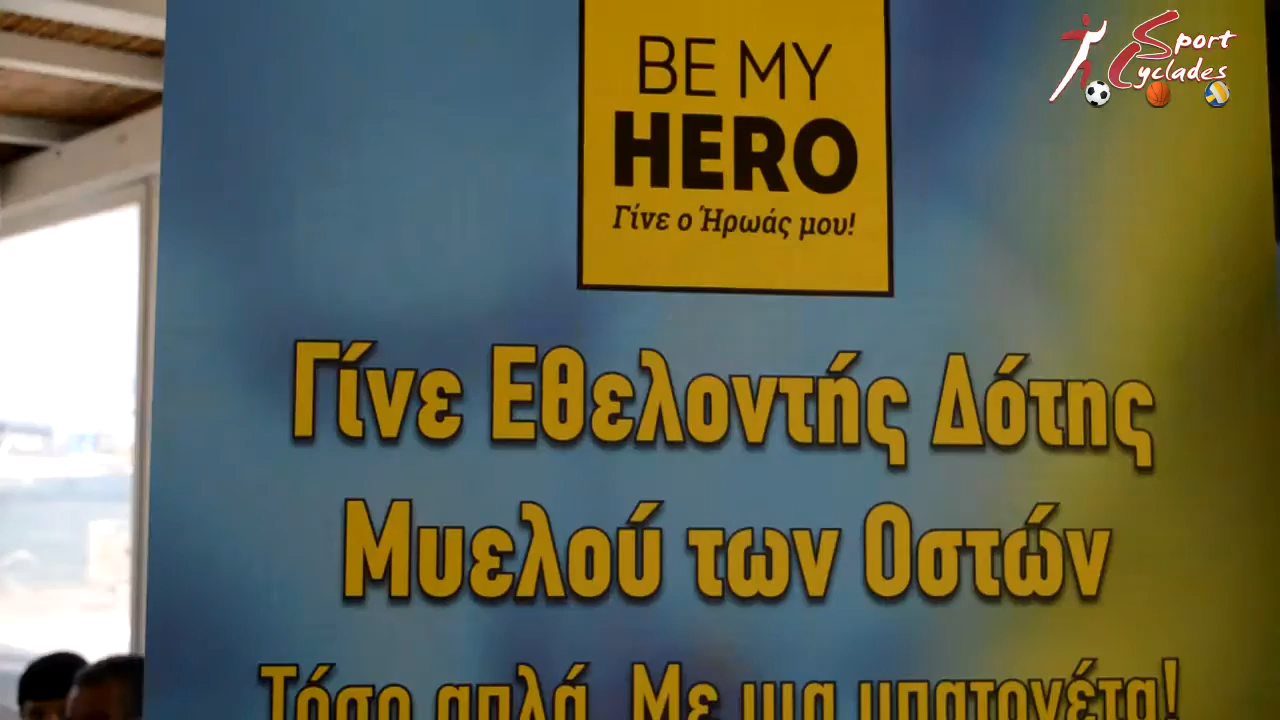 Sport
Cyclades
BE MY
HERO
Γίνε ο Ήρωάς μου!
Γίνε Εθελοντής Δότης
Μυελού των Οστών
Τόσο απλά. Με μια μπατονέτα!